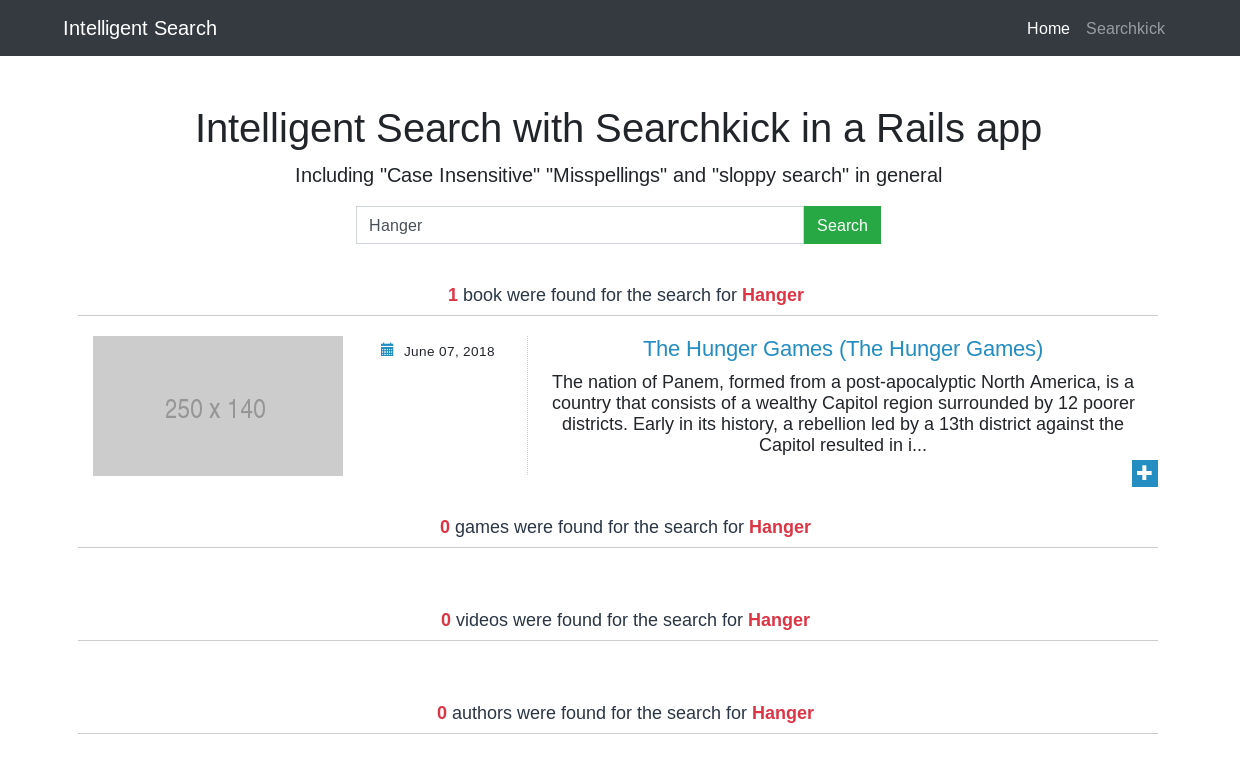 Intelligent Search
Home Searchkick
Intelligent Search with Searchkick in a Rails app
Including "Case Insensitive" "Misspellings" and "sloppy search" in general
Hanger
Search
1 book were found for the search for Hanger
250 x 140
June 07, 2018
The Hunger Games (The Hunger Games)
The nation of Panem, formed from a post-apocalyptic North America, is a
country that consists of a wealthy Capitol region surrounded by 12 poorer
districts. Early in its history, a rebellion led by a 13th district against the
Capitol resulted in i...
0 games were found for the search for Hanger
0 videos were found for the search for Hanger
0 authors were found for the search for Hanger